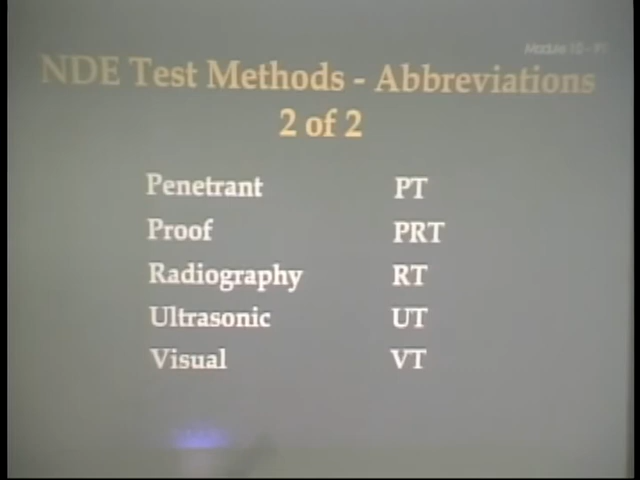 NDE Test Methods - Abbreviations
2 of 2
Penetrant PT
Proof PRT
Radiography RT
Ultrasonic UT
Visual VT